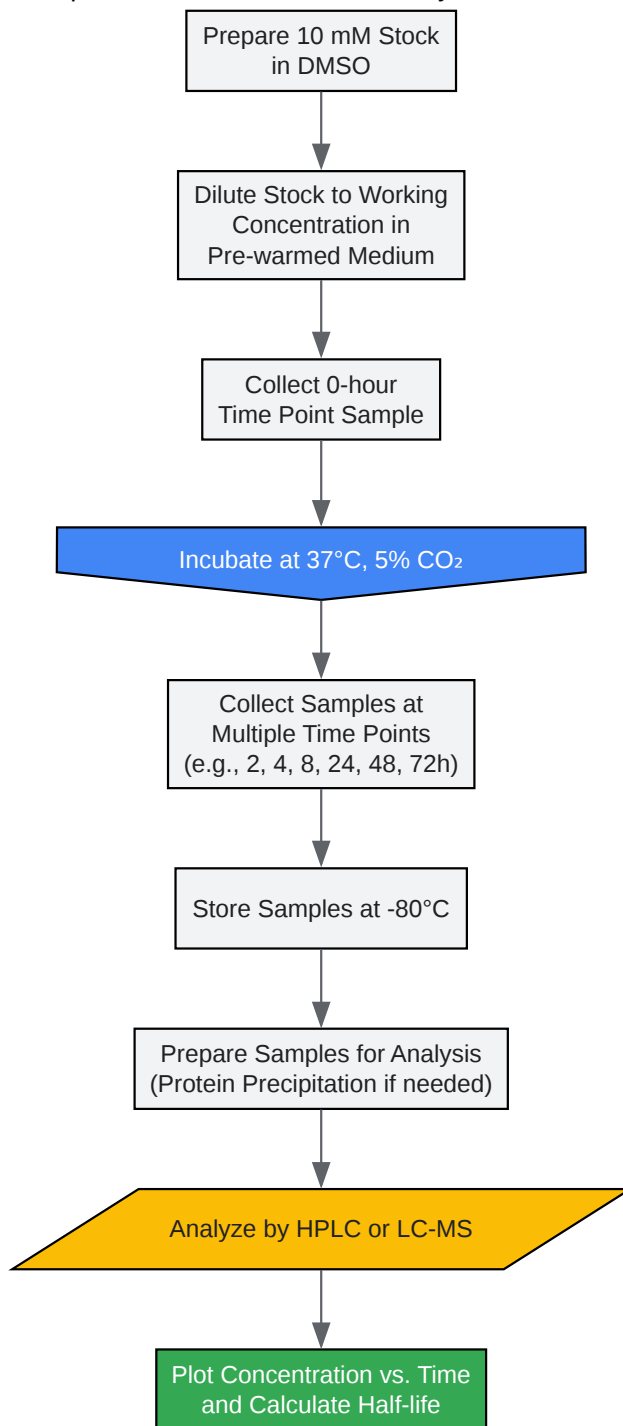 Prepare 10 mM Stock
in DMSO
Dilute Stock to Working
Concentration in
Pre-warmed Medium
Collect 0-hour
Time Point Sample
Incubate at 37°C, 5% CO₂
Collect Samples at
Multiple Time Points
(e.g., 2, 4, 8, 24, 48, 72h)
Store Samples at -80°C
Prepare Samples for Analysis
(Protein Precipitation if needed)
Analyze by HPLC or LC-MS
Plot Concentration vs. Time
and Calculate Half-life